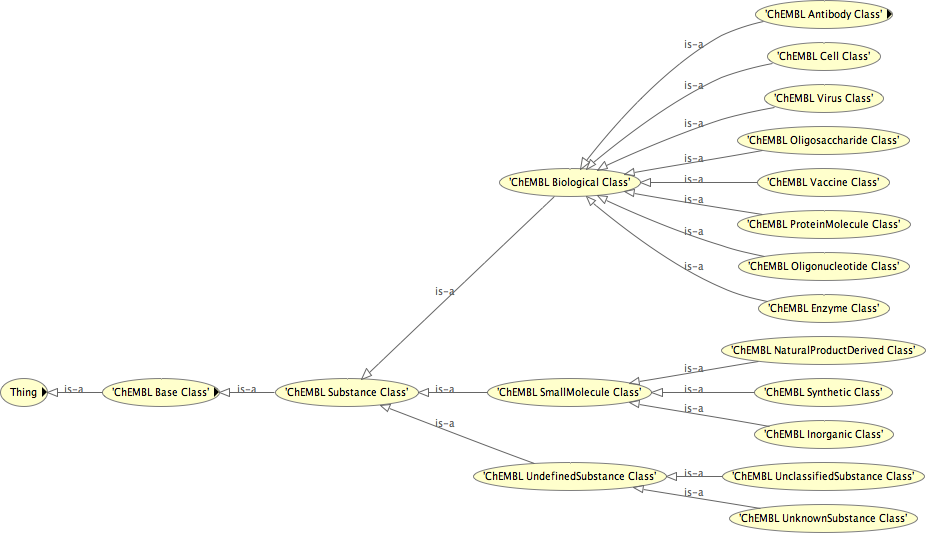 'ChEMBL Antibody Class'
is-a
'ChEMBL Cell Class'
is-a
'ChEMBL Virus Class'
is-a
'ChEMBL Oligosaccharide Class'
is-a
'ChEMBL Biological Class'
is-a
'ChEMBL Vaccine Class'
is-a
'ChEMBL ProteinMolecule Class'
is-a
'ChEMBL Oligonucleotide Class'
is-a
'ChEMBL Enzyme Class'
is-a
'ChEMBL NaturalProductDerived Class'
is-a
Thing
is-a
'ChEMBL Base Class'
is-a
'ChEMBL Substance Class'
is-a
'ChEMBL SmallMolecule Class'
is-a
'ChEMBL Synthetic Class'
is-a
'ChEMBL Inorganic Class'
is-a
'ChEMBL UndefinedSubstance Class'
is-a
'ChEMBL UnclassifiedSubstance Class'
is-a
'ChEMBL UnknownSubstance Class'